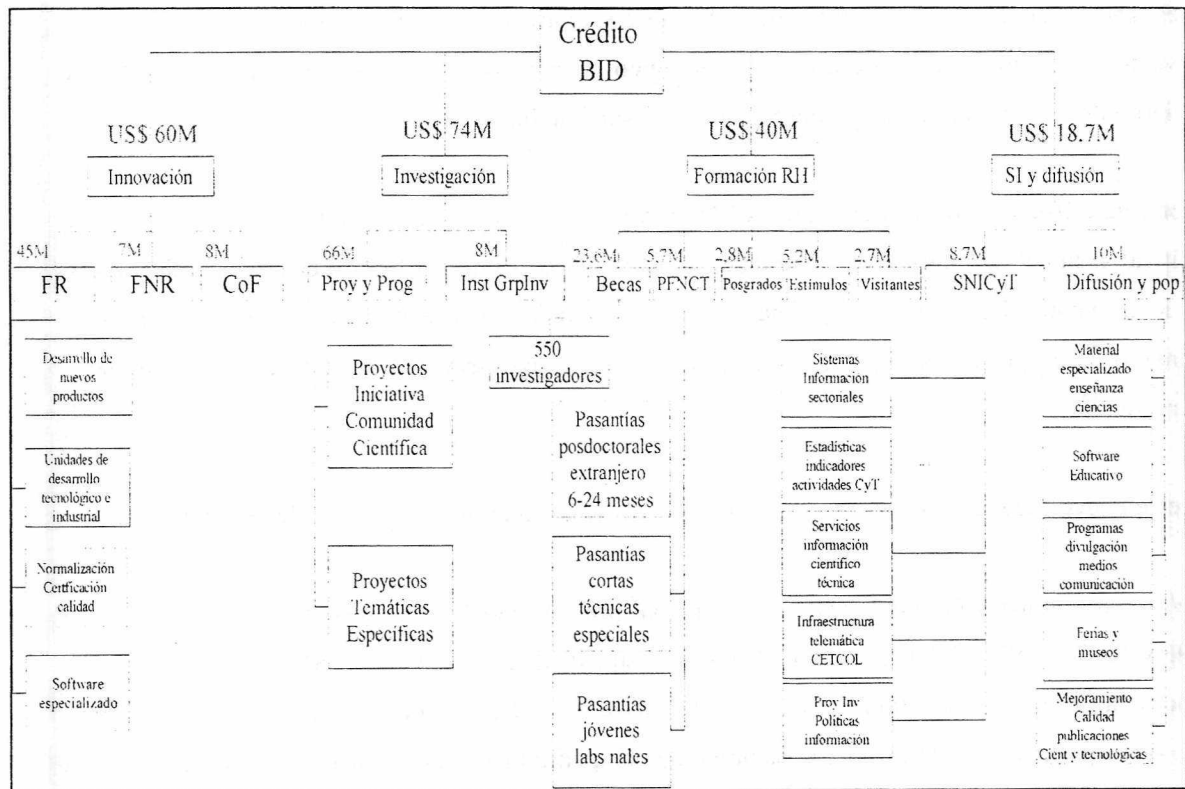 Crédito
BID
US$ 60M
US$ 74M
US$ 40M
US$ 18.7M
Innovación
Investigación
Formación RH
SI y difusión
45M
7M
8M
66M
8M
23,6M
5.7M
2,8M
5.2M
2.7M
8.7M
10M
FR
FNR
CoF
Proy y Prog
Inst GrpInv
Becas
PFNCT
Posgrados
Estímulos
Visitantes
SNICyT
Difusión y pop
Desarrollo de
nuevos
productos
Unidades de
desarrollo
tecnológico e
industrial
Normalización
Certficación
calidad
Software
especializado
Proyectos
Iniciativa
Comunidad
Científica
Proyectos
Temáticas
Específicas
550
investigadores
Pasantías
posdoctorales
extranjero
6-24 meses
Pasantías
cortas
técnicas
especiales
Pasantías
jóvenes
labs nales
Sistemas
Informacion
sectoriales
Estadísticas
indicadores
actividades CyT
Servicios
información
científico
técnica
Infraestructura
telemática
CETCOL
Proy Inv
Políticas
información
Material
especializado
enseñanza
ciencias
Software
Educativo
Programas
divulgación
medios
comunicación
Ferias y
museos
Mejoramiento
Calidad
publicaciones
Cient y tecnológicas